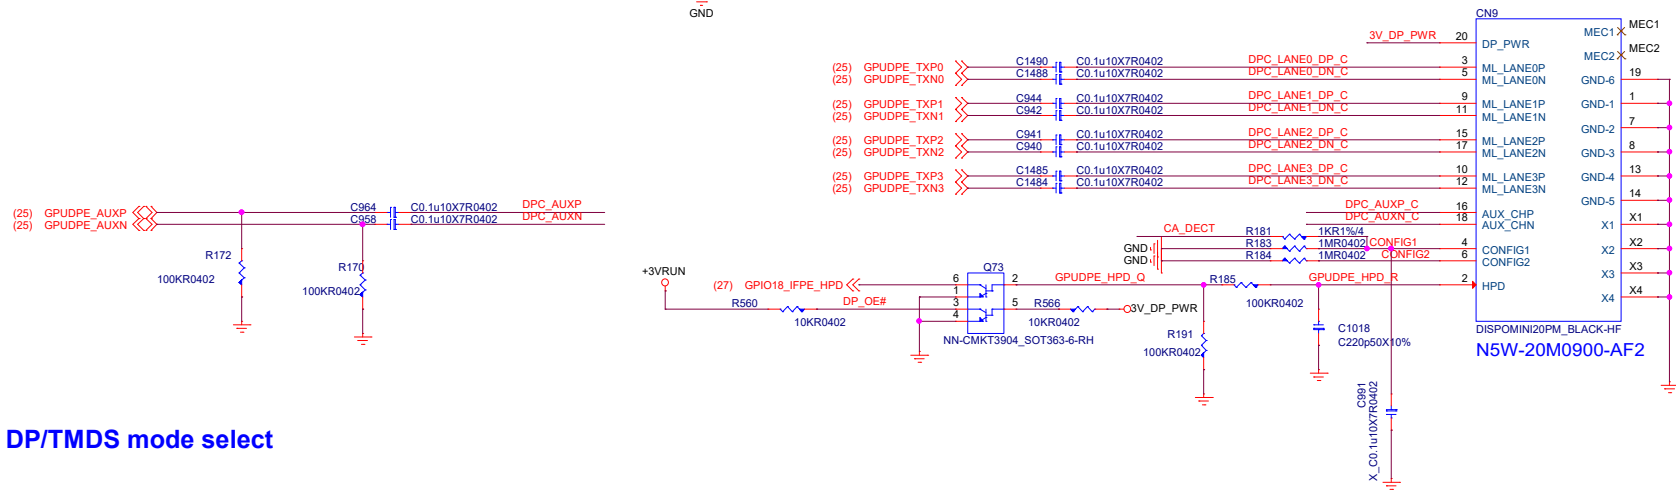 GND
CN9
3V_DP_PWR 20 DP_PWR MEC1 MEC1
MEC2 MEC2
(25) GPUDPE_TXP0 C1490 C0.1u10X7R0402 DPC_LANE0_DP_C 3 ML_LANE0P
(25) GPUDPE_TXN0 C1488 C0.1u10X7R0402 DPC_LANE0_DN_C 5 ML_LANE0N GND-6 19
(25) GPUDPE_TXP1 C944 C0.1u10X7R0402 DPC_LANE1_DP_C 9 ML_LANE1P GND-1 1
(25) GPUDPE_TXN1 C942 C0.1u10X7R0402 DPC_LANE1_DN_C 11 ML_LANE1N
GND-2 7
(25) GPUDPE_TXP2 C941 C0.1u10X7R0402 DPC_LANE2_DP_C 15 ML_LANE2P
(25) GPUDPE_TXN2 C940 C0.1u10X7R0402 DPC_LANE2_DN_C 17 ML_LANE2N GND-3 8
(25) GPUDPE_TXP3 C1485 C0.1u10X7R0402 DPC_LANE3_DP_C 10 ML_LANE3P GND-4 13
(25) GPUDPE_TXN3 C1484 C0.1u10X7R0402 DPC_LANE3_DN_C 12 ML_LANE3N
GND-5 14
(25) GPUDPE_AUXP C964 C0.1u10X7R0402 DPC_AUXP
(25) GPUDPE_AUXN C958 C0.1u10X7R0402 DPC_AUXN
DPC_AUXP_C 16 AUX_CHP
DPC_AUXN_C 18 AUX_CHN X1 X1
R172
100KR0402
R170
100KR0402
CA_DECT R181 1KR1%/4
GND R183 1MR0402 CONFIG1 4 CONFIG1 X2 X2
GND R184 1MR0402 CONFIG2 6 CONFIG2
X3 X3
+3VRUN
Q73
(27) GPIO18_IFPE_HPD 6 2 GPUDPE_HPD_Q R185 GPUDPE_HPD_R 2 HPD
100KR0402
1
X4 X4
R560 DP_OE# 3 5 R566 3V_DP_PWR
10KR0402 4 10KR0402
NN-CMKT3904_SOT363-6-RH
R191
100KR0402
C1018
C220p50X10%
DISPOMINI20PM_BLACK-HF
N5W-20M0900-AF2
C991
X_C0.1u10X7R0402
DP/TMDS mode select